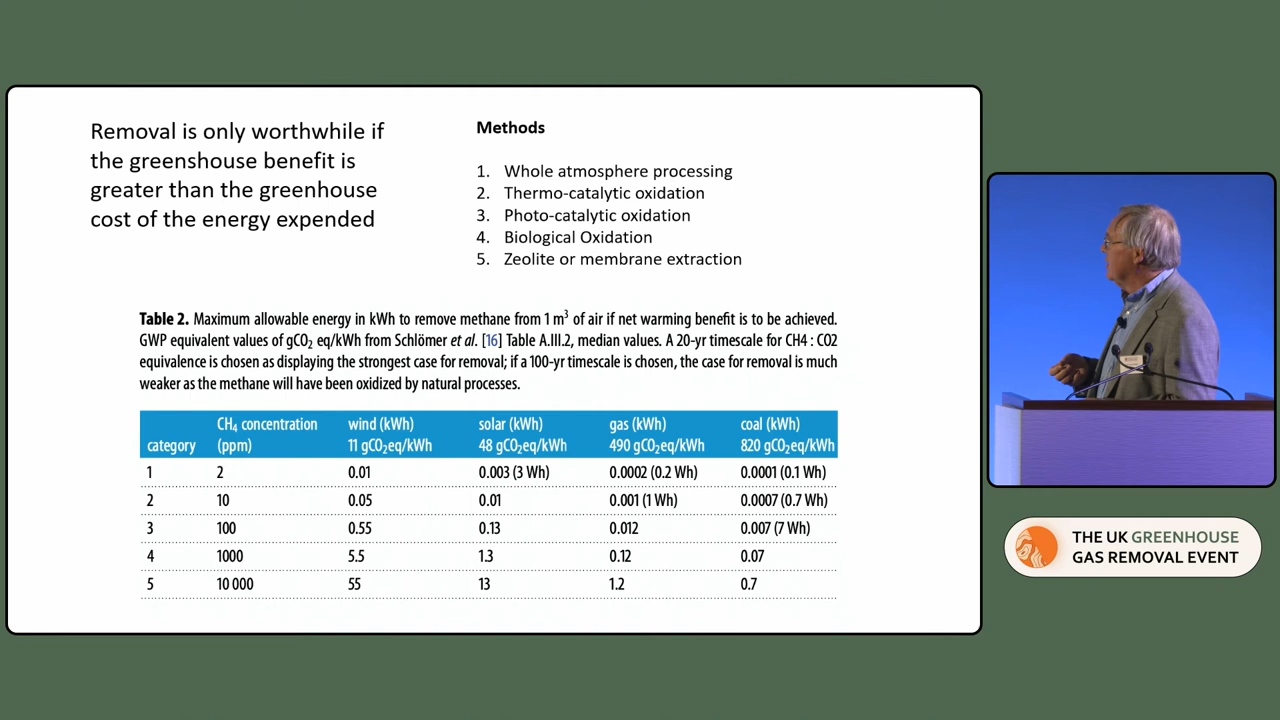 Removal is only worthwhile if
the greenshouse benefit is
greater than the greenhouse
cost of the energy expended
Methods
1. Whole atmosphere processing
2. Thermo-catalytic oxidation
3. Photo-catalytic oxidation
4. Biological Oxidation
5. Zeolite or membrane extraction
Table 2. Maximum allowable energy in kWh to remove methane from 1 m³ of air if net warming benefit is to be achieved.
GWP equivalent values of gCO₂ eq/kWh from Schlömer et al. [16] Table A.III.2, median values. A 20-yr timescale for CH4 : CO2
equivalence is chosen as displaying the strongest case for removal; if a 100-yr timescale is chosen, the case for removal is much
weaker as the methane will have been oxidized by natural processes.
CH₄ concentration wind (kWh) solar (kWh) gas (kWh) coal (kWh)
category (ppm) 11 gCO₂eq/kWh 48 gCO₂eq/kWh 490 gCO₂eq/kWh 820 gCO₂eq/kWh
1 2 0.01 0.003 (3 Wh) 0.0002 (0.2 Wh) 0.0001 (0.1 Wh)
2 10 0.05 0.01 0.001 (1 Wh) 0.0007 (0.7 Wh)
3 100 0.55 0.13 0.012 0.007 (7 Wh)
4 1000 5.5 1.3 0.12 0.07
5 10 000 55 13 1.2 0.7
THE UK GREENHOUSE
GAS REMOVAL EVENT